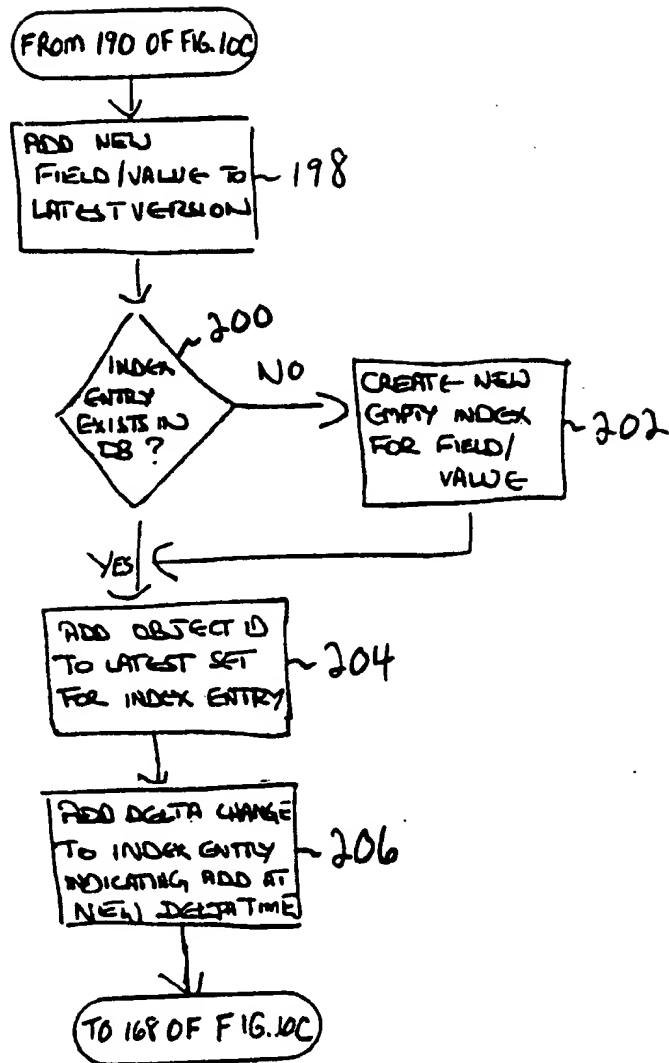 FROM 190 OF FIG. 10C
ADD NEW
FIELD/VALUE TO
LATEST VERSION
198
200
INDEX
ENTRY
EXISTS IN
DB ?
NO
CREATE NEW
EMPTY INDEX
FOR FIELD/
VALUE
202
YES
ADD OBJECT ID
TO LATEST SET
FOR INDEX ENTRY
204
ADD DELTA CHANGE
TO INDEX ENTRY
INDICATING ADD AT
NEW DELTA TIME
206
TO 168 OF FIG. 10C